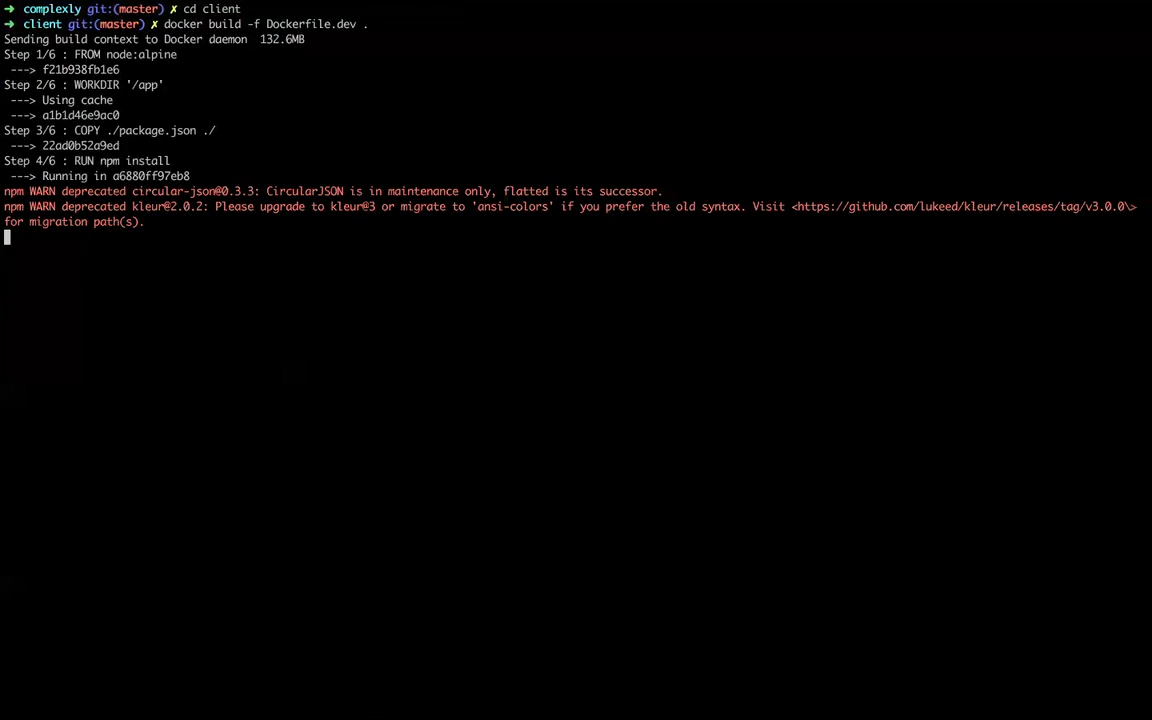 ➜  complexly git:(master) ✗ cd client
➜  client git:(master) ✗ docker build -f Dockerfile.dev .
Sending build context to Docker daemon  132.6MB
Step 1/6 : FROM node:alpine
 ---> f21b938fb1e6
Step 2/6 : WORKDIR '/app'
 ---> Using cache
 ---> a1b1d46e9ac0
Step 3/6 : COPY ./package.json ./
 ---> 22ad0b52a9ed
Step 4/6 : RUN npm install
 ---> Running in a6880ff97eb8
npm WARN deprecated circular-json@0.3.3: CircularJSON is in maintenance only, flatted is its successor.
npm WARN deprecated kleur@2.0.2: Please upgrade to kleur@3 or migrate to 'ansi-colors' if you prefer the old syntax. Visit <https://github.com/lukeed/kleur/releases/tag/v3.0.0\>
for migration path(s).